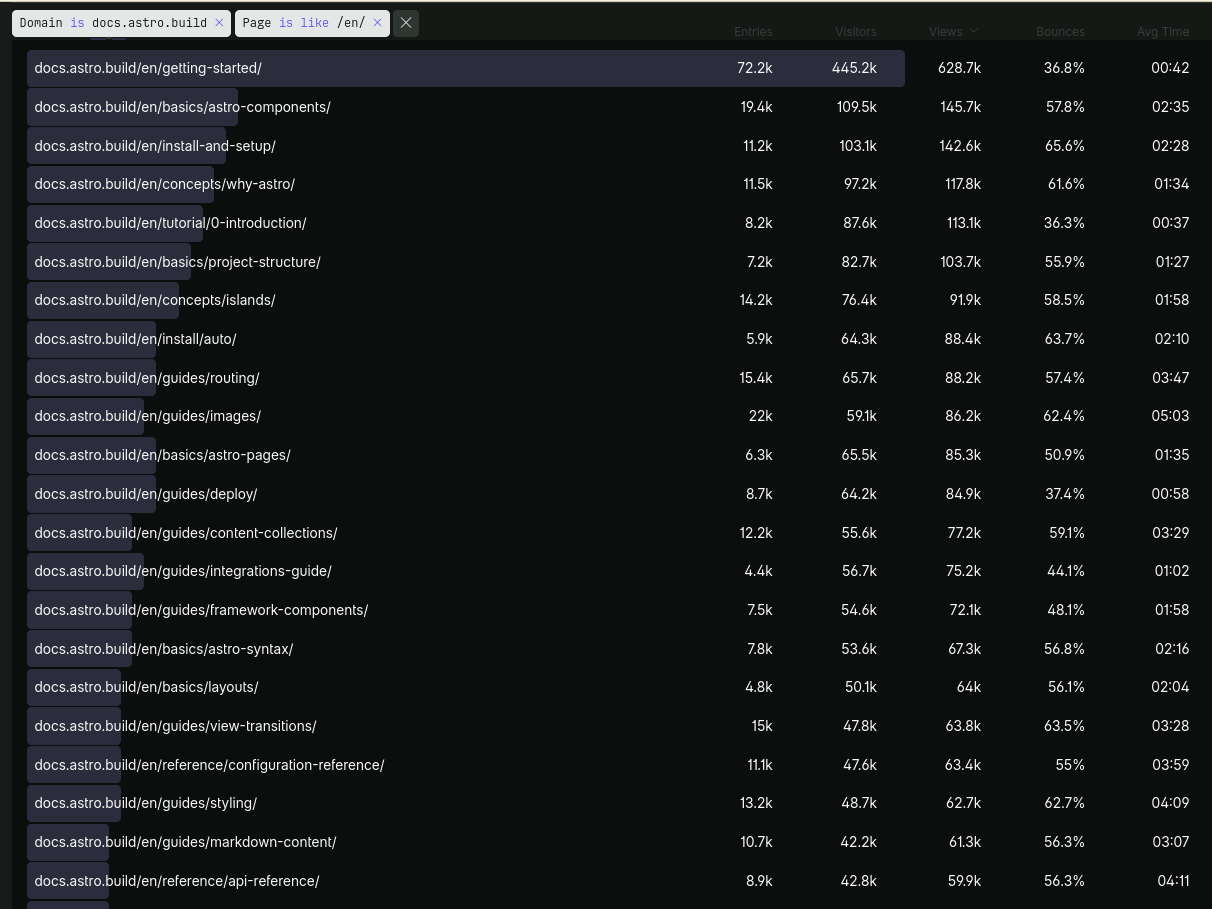 Domain is docs.astro.build × Page is like /en/ × ×
Entries Visitors Views Bounces Avg Time
docs.astro.build/en/getting-started/ 72.2k 445.2k 628.7k 36.8% 00:42
docs.astro.build/en/basics/astro-components/ 19.4k 109.5k 145.7k 57.8% 02:35
docs.astro.build/en/install-and-setup/ 11.2k 103.1k 142.6k 65.6% 02:28
docs.astro.build/en/concepts/why-astro/ 11.5k 97.2k 117.8k 61.6% 01:34
docs.astro.build/en/tutorial/0-introduction/ 8.2k 87.6k 113.1k 36.3% 00:37
docs.astro.build/en/basics/project-structure/ 7.2k 82.7k 103.7k 55.9% 01:27
docs.astro.build/en/concepts/islands/ 14.2k 76.4k 91.9k 58.5% 01:58
docs.astro.build/en/install/auto/ 5.9k 64.3k 88.4k 63.7% 02:10
docs.astro.build/en/guides/routing/ 15.4k 65.7k 88.2k 57.4% 03:47
docs.astro.build/en/guides/images/ 22k 59.1k 86.2k 62.4% 05:03
docs.astro.build/en/basics/astro-pages/ 6.3k 65.5k 85.3k 50.9% 01:35
docs.astro.build/en/guides/deploy/ 8.7k 64.2k 84.9k 37.4% 00:58
docs.astro.build/en/guides/content-collections/ 12.2k 55.6k 77.2k 59.1% 03:29
docs.astro.build/en/guides/integrations-guide/ 4.4k 56.7k 75.2k 44.1% 01:02
docs.astro.build/en/guides/framework-components/ 7.5k 54.6k 72.1k 48.1% 01:58
docs.astro.build/en/basics/astro-syntax/ 7.8k 53.6k 67.3k 56.8% 02:16
docs.astro.build/en/basics/layouts/ 4.8k 50.1k 64k 56.1% 02:04
docs.astro.build/en/guides/view-transitions/ 15k 47.8k 63.8k 63.5% 03:28
docs.astro.build/en/reference/configuration-reference/ 11.1k 47.6k 63.4k 55% 03:59
docs.astro.build/en/guides/styling/ 13.2k 48.7k 62.7k 62.7% 04:09
docs.astro.build/en/guides/markdown-content/ 10.7k 42.2k 61.3k 56.3% 03:07
docs.astro.build/en/reference/api-reference/ 8.9k 42.8k 59.9k 56.3% 04:11